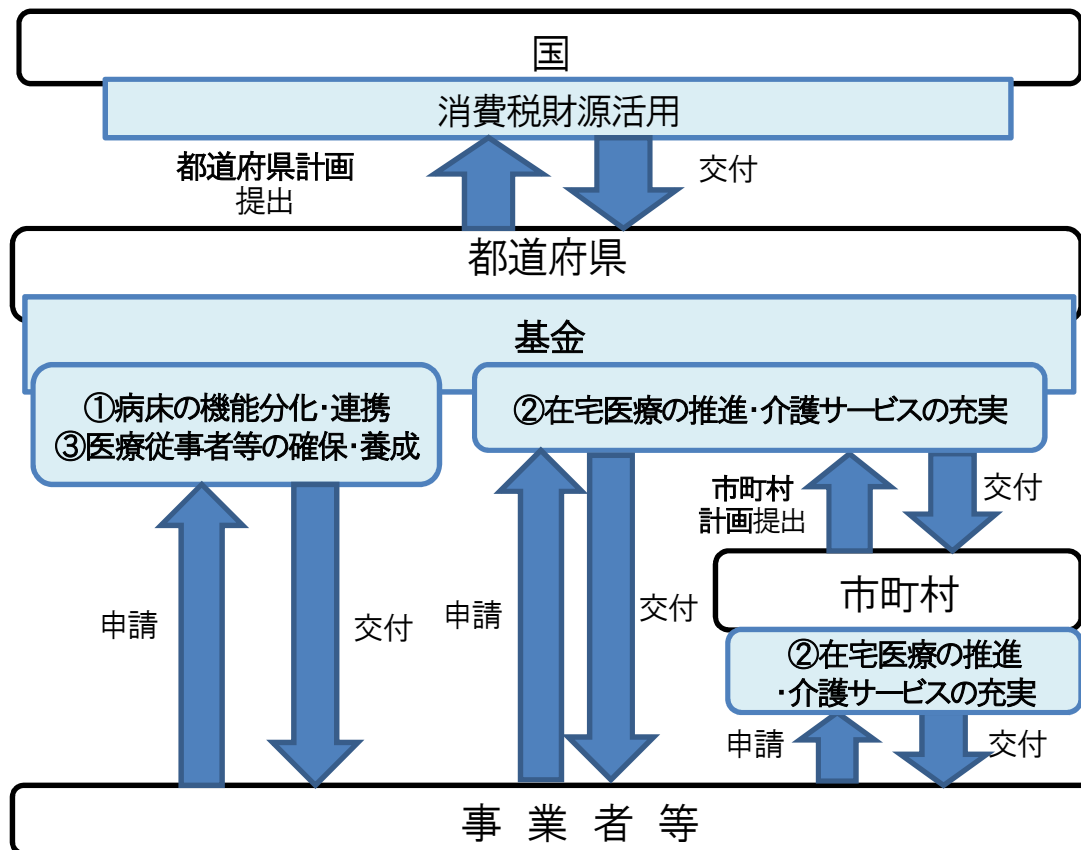 国
消費税財源活用
都道府県計画
提出
交付
都道府県
基金
①病床の機能分化・連携
③医療従事者等の確保・養成
②在宅医療の推進・介護サービスの充実
市町村
計画提出
交付
市町村
②在宅医療の推進
・介護サービスの充実
申請
交付
申請
交付
申請
交付
事業者等